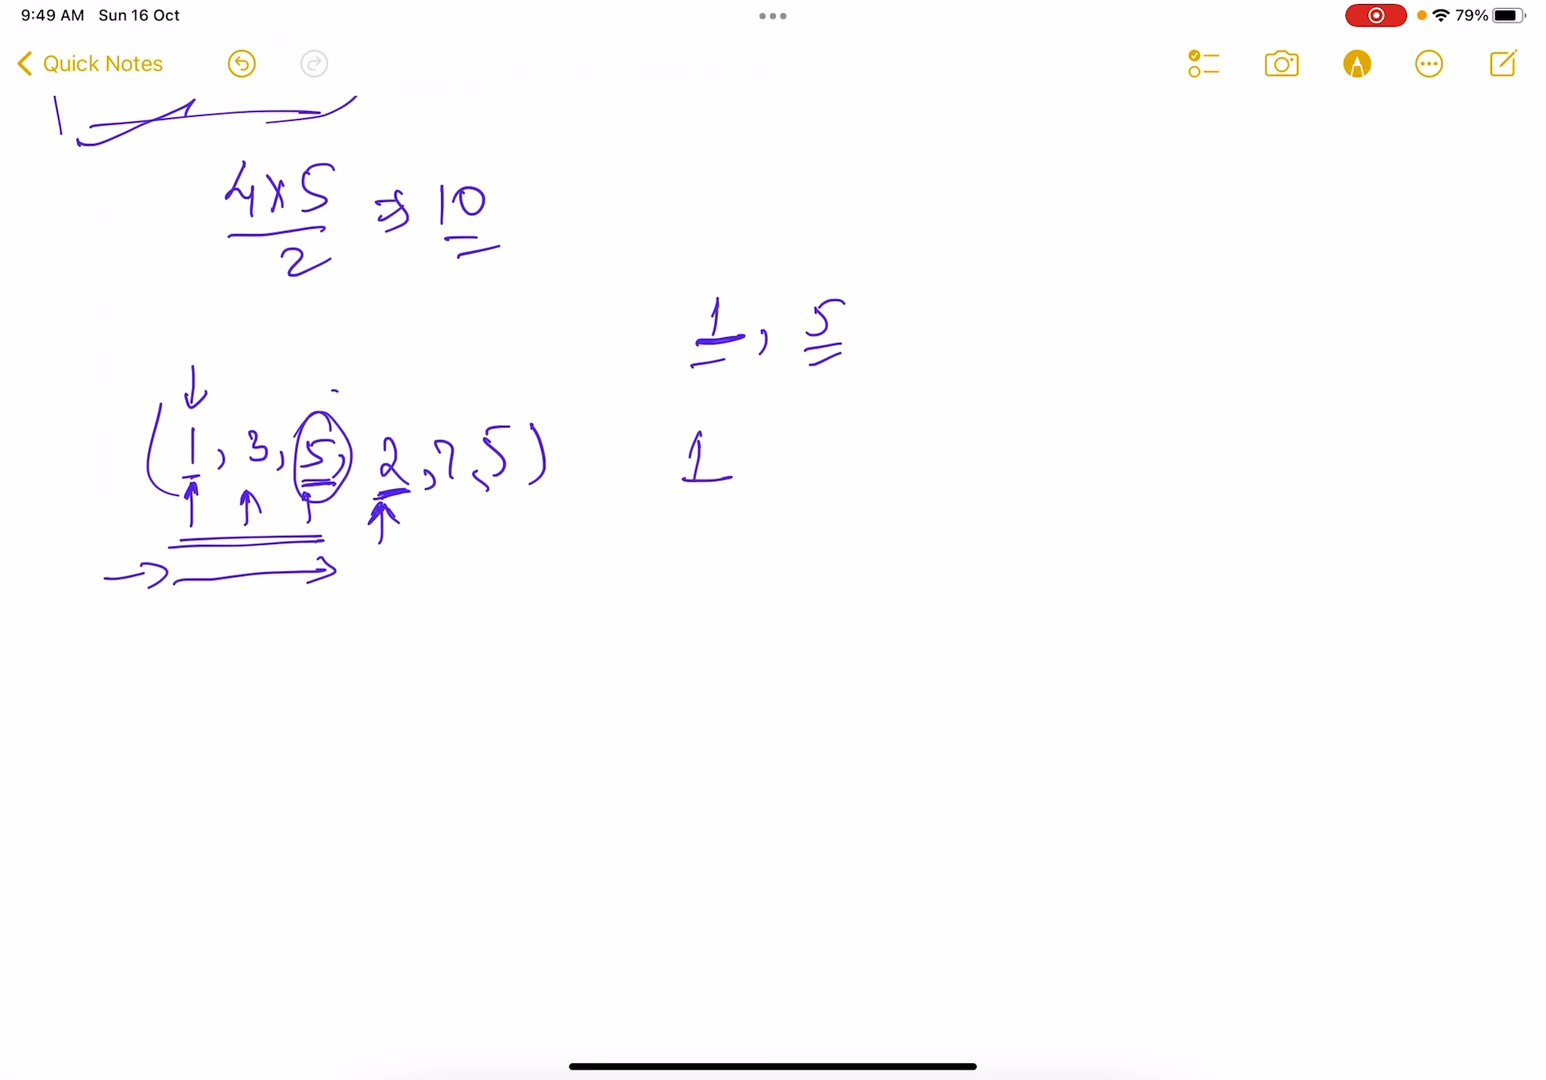 9:49 AM Sun 16 Oct
79%
Quick Notes
4x5
2
⇒ 10
1, 5
(1, 3, 5, 2, 7, 5)
1